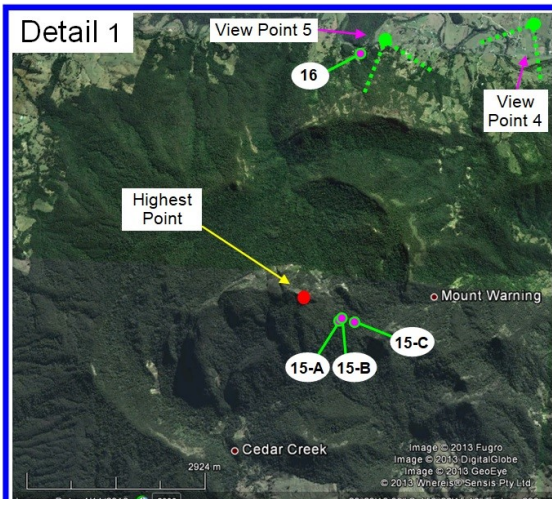 Detail 1
View Point 5
16
View
Point 4
Highest
Point
Mount Warning
15-A
15-B
15-C
Cedar Creek
2924 m
Image © 2013 Fugro
Image © 2013 DigitalGlobe
Image © 2013 GeoEye
© 2013 Whereis® Sensis Pty Ltd